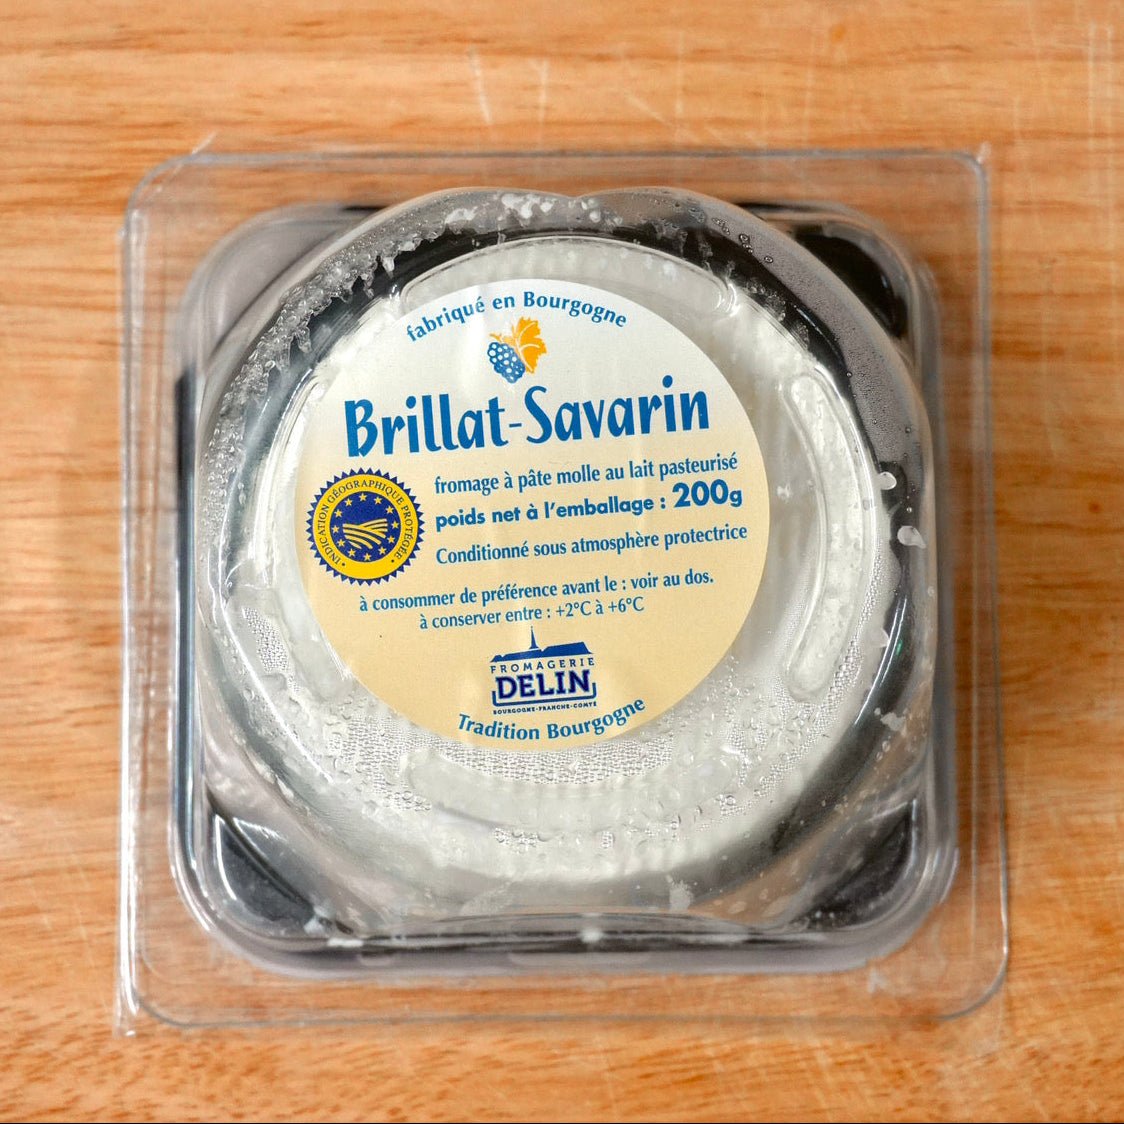 fabriqué en Bourgogne
Brillat-Savarin
fromage à pâte molle au lait pasteurisé
poids net à l'emballage : 200g
Conditionné sous atmosphère protectrice
INDICATION GÉOGRAPHIQUE PROTÉGÉE
à consommer de préférence avant le : voir au dos.
à conserver entre : +2°C à +6°C
FROMAGERIE
DELIN
BOURGOGNE-FRANCHE-COMTÉ
Tradition Bourgogne